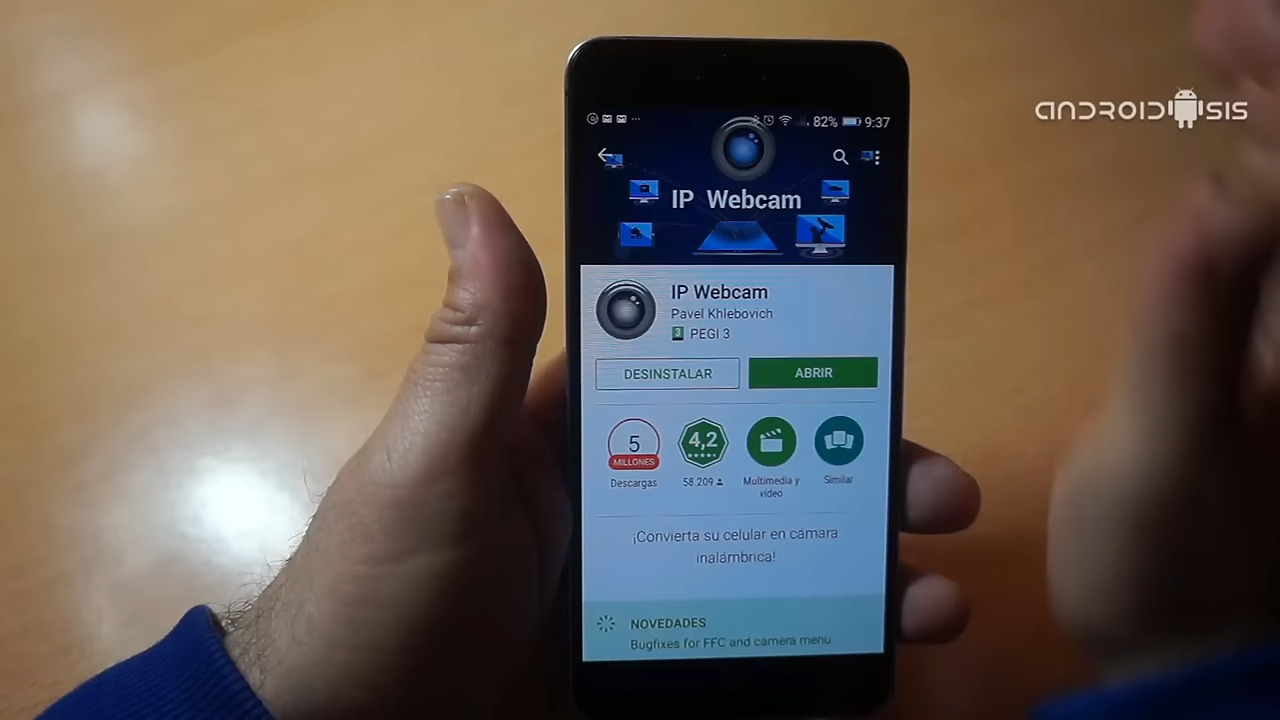 ANDROIDSIS
82% 9:37
IP Webcam
IP Webcam
Pavel Khlebovich
3 PEGI 3
DESINSTALAR
ABRIR
5
MILLONES
Descargas
4,2
58.209
Multimedia y
vídeo
Similar
¡Convierta su celular en cámara
inalámbrica!
NOVEDADES
Bugfixes for FFC and camera menu